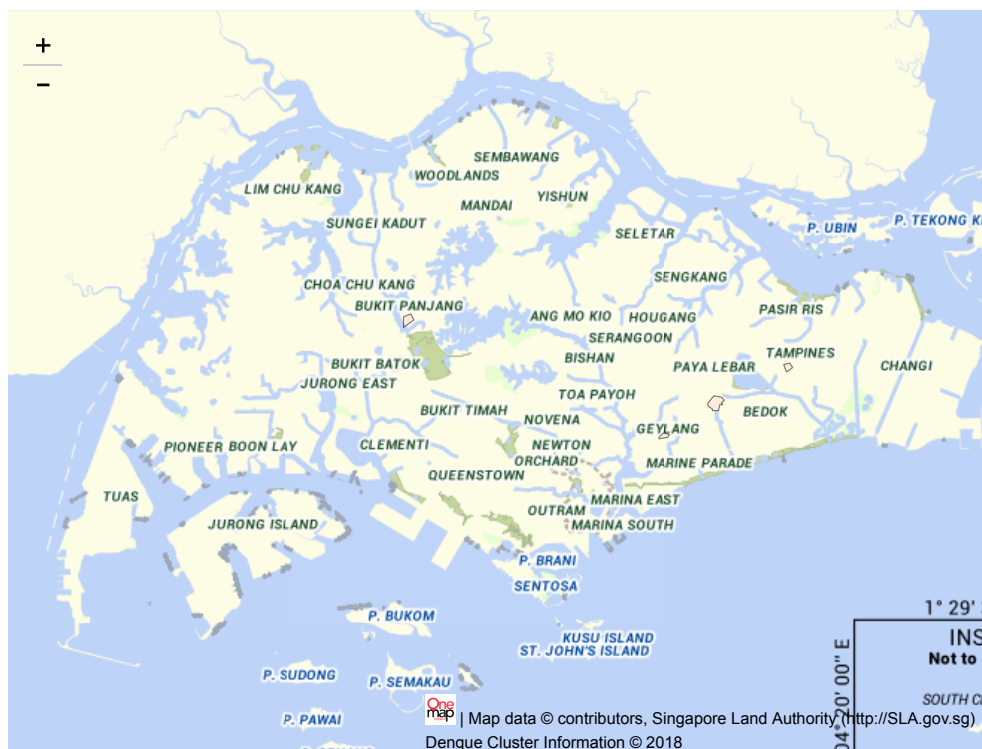 +
−
SEMBAWANG
WOODLANDS
LIM CHU KANG
YISHUN
MANDAI
SUNGEI KADUT
SELETAR
P. UBIN
P. TEKONG
SENGKANG
CHOA CHU KANG
BUKIT PANJANG
ANG MO KIO
HOUGANG
PASIR RIS
SERANGOON
BISHAN
TAMPINES
BUKIT BATOK
PAYA LEBAR
CHANGI
JURONG EAST
TOA PAYOH
BUKIT TIMAH
NOVENA
BEDOK
GEYLANG
PIONEER
BOON LAY
CLEMENTI
NEWTON
ORCHARD
MARINE PARADE
QUEENSTOWN
TUAS
MARINA EAST
OUTRAM
JURONG ISLAND
MARINA SOUTH
P. BRANI
SENTOSA
P. BUKOM
KUSU ISLAND
ST. JOHN'S ISLAND
1° 29'
INS
Not to
P. SUDONG
P. SEMAKAU
SOUTH
04° 20' 00" E
P. PAWAI
One
map
| Map data © contributors, Singapore Land Authority (http://SLA.gov.sg)
Dengue Cluster Information © 2018